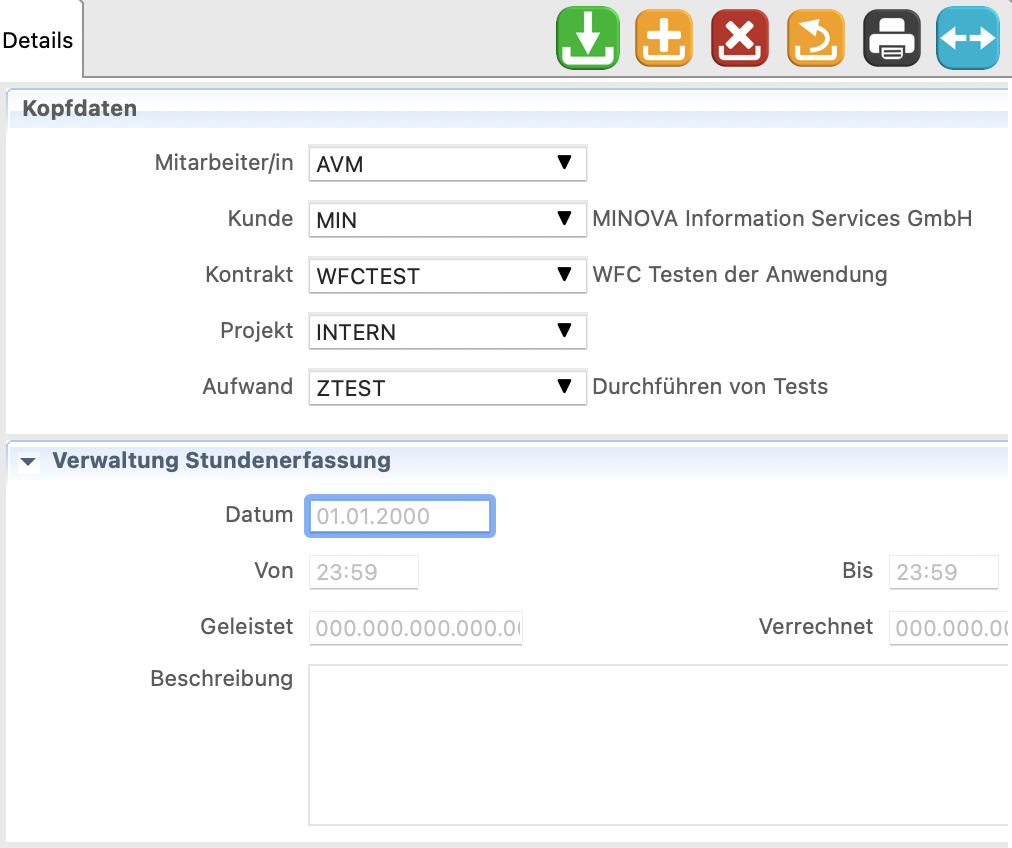 Details
Kopfdaten
Mitarbeiter/in AVM
Kunde MIN MINOVA Information Services GmbH
Kontrakt WFCTEST WFC Testen der Anwendung
Projekt INTERN
Aufwand ZTEST Durchführen von Tests
Verwaltung Stundenerfassung
Datum 01.01.2000
Von 23:59 Bis 23:59
Geleistet 000.000.000.000.0 Verrechnet 000.000.0
Beschreibung